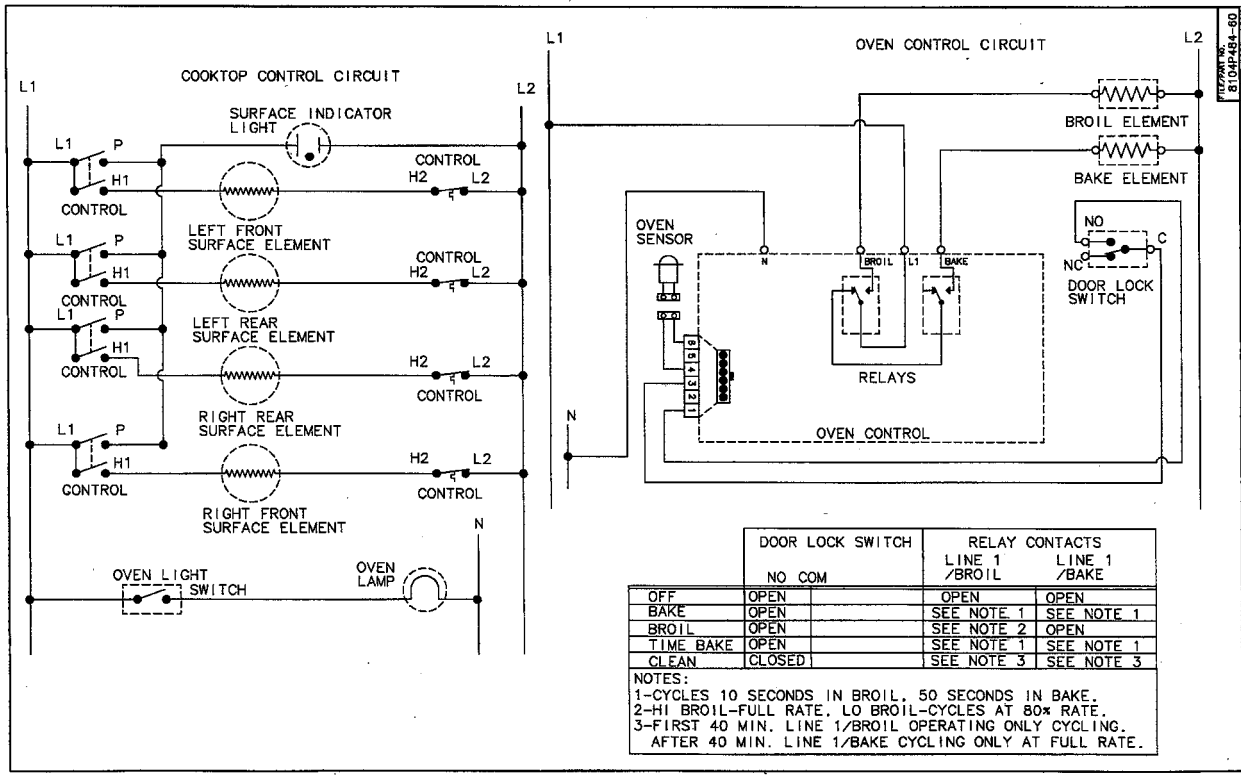 FILE/PART NO.
8104P484-60
COOKTOP CONTROL CIRCUIT
L1
L2
SURFACE INDICATOR
LIGHT
L1
P
H1
CONTROL
CONTROL
H2
L2
LEFT FRONT
SURFACE ELEMENT
L1
P
H1
CONTROL
CONTROL
H2
L2
LEFT REAR
SURFACE ELEMENT
L1
P
H1
CONTROL
H2
L2
CONTROL
RIGHT REAR
SURFACE ELEMENT
L1
P
H1
CONTROL
H2
L2
CONTROL
RIGHT FRONT
SURFACE ELEMENT
N
OVEN LIGHT
SWITCH
OVEN
LAMP
OVEN CONTROL CIRCUIT
L1
L2
BROIL ELEMENT
BAKE ELEMENT
NO
C
NC
DOOR LOCK
SWITCH
OVEN
SENSOR
N
BROIL
L1
BAKE
RELAYS
5
4
3
2
1
OVEN CONTROL
N
DOOR LOCK SWITCH RELAY CONTACTS
LINE 1 LINE 1
NO COM /BROIL /BAKE
OFF OPEN OPEN OPEN
BAKE OPEN SEE NOTE 1 SEE NOTE 1
BROIL OPEN SEE NOTE 2 OPEN
TIME BAKE OPEN SEE NOTE 1 SEE NOTE 1
CLEAN CLOSED SEE NOTE 3 SEE NOTE 3
NOTES:
1-CYCLES 10 SECONDS IN BROIL, 50 SECONDS IN BAKE.
2-HI BROIL-FULL RATE, LO BROIL-CYCLES AT 80% RATE.
3-FIRST 40 MIN. LINE 1/BROIL OPERATING ONLY CYCLING.
AFTER 40 MIN. LINE 1/BAKE CYCLING ONLY AT FULL RATE.